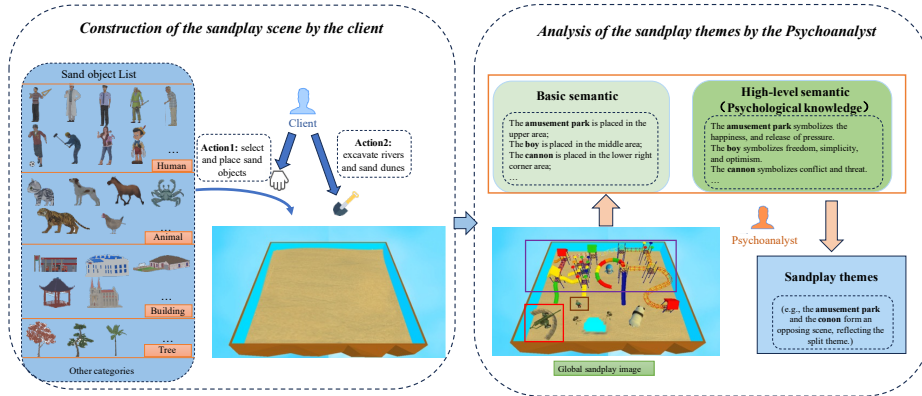 Construction of the sandplay scene by the client
Sand object List
...
Human
...
Animal
...
Building
...
Tree
Other categories
Client
Action1: select
and place sand
objects
Action2:
excavate rivers
and sand dunes
Analysis of the sandplay themes by the Psychoanalyst
Basic semantic
The amusement park is placed in the
upper area;
The boy is placed in the middle area;
The cannon is placed in the lower right
corner area;
...
High-level semantic
(Psychological knowledge)
The amusement park symbolizes the
happiness, and release of pressure.
The boy symbolizes freedom, simplicity,
and optimism.
The cannon symbolizes conflict and threat.
...
Psychoanalyst
Global sandplay image
Sandplay themes
(e.g., the amusement park
and the conon form an
opposing scene, reflecting the
split theme.)